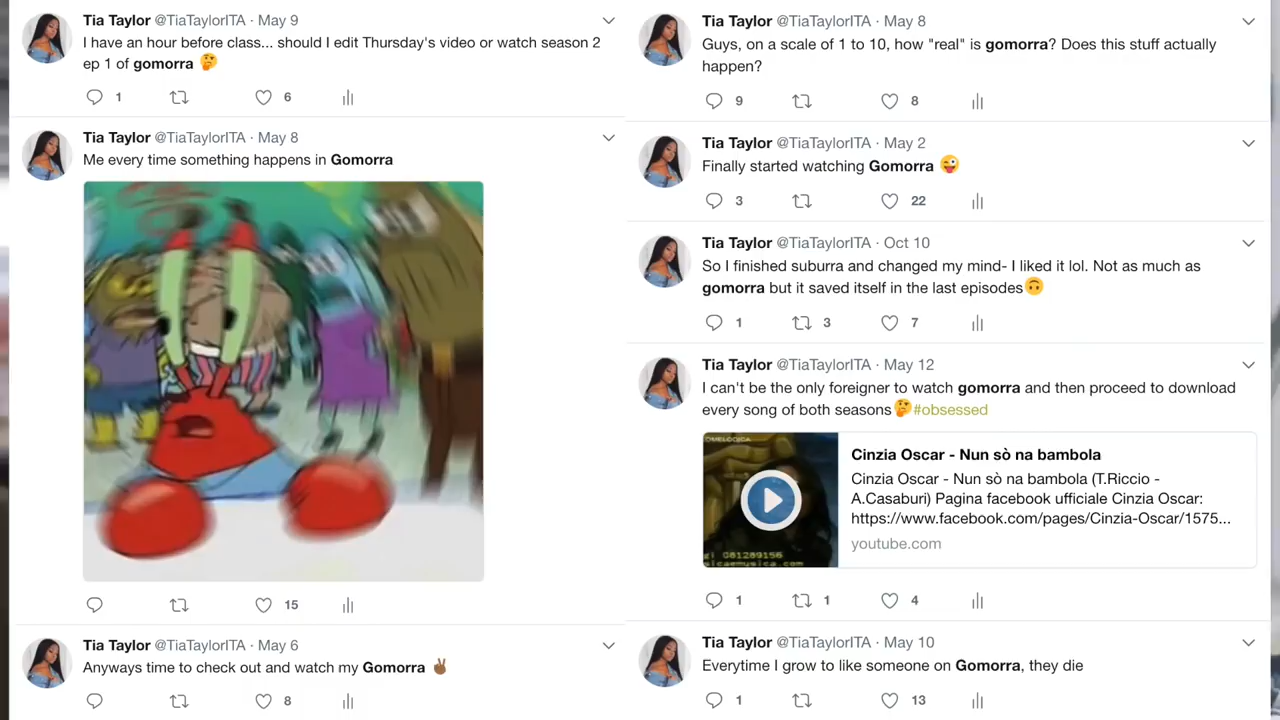 Tia Taylor @TiaTaylorITA · May 9
I have an hour before class... should I edit Thursday's video or watch season 2
ep 1 of gomorra 🤔
1 6
Tia Taylor @TiaTaylorITA · May 8
Me every time something happens in Gomorra
15
Tia Taylor @TiaTaylorITA · May 6
Anyways time to check out and watch my Gomorra ✌🏾
8
Tia Taylor @TiaTaylorITA · May 8
Guys, on a scale of 1 to 10, how "real" is gomorra? Does this stuff actually
happen?
9 8
Tia Taylor @TiaTaylorITA · May 2
Finally started watching Gomorra 😜
3 22
Tia Taylor @TiaTaylorITA · Oct 10
So I finished suburra and changed my mind- I liked it lol. Not as much as
gomorra but it saved itself in the last episodes🙃
1 3 7
Tia Taylor @TiaTaylorITA · May 12
I can't be the only foreigner to watch gomorra and then proceed to download
every song of both seasons🤔#obsessed
Cinzia Oscar - Nun sò na bambola
Cinzia Oscar - Nun sò na bambola (T.Riccio -
A.Casaburi) Pagina facebook ufficiale Cinzia Oscar:
https://www.facebook.com/pages/Cinzia-Oscar/1575...
youtube.com
1 1 4
Tia Taylor @TiaTaylorITA · May 10
Everytime I grow to like someone on Gomorra, they die
1 13